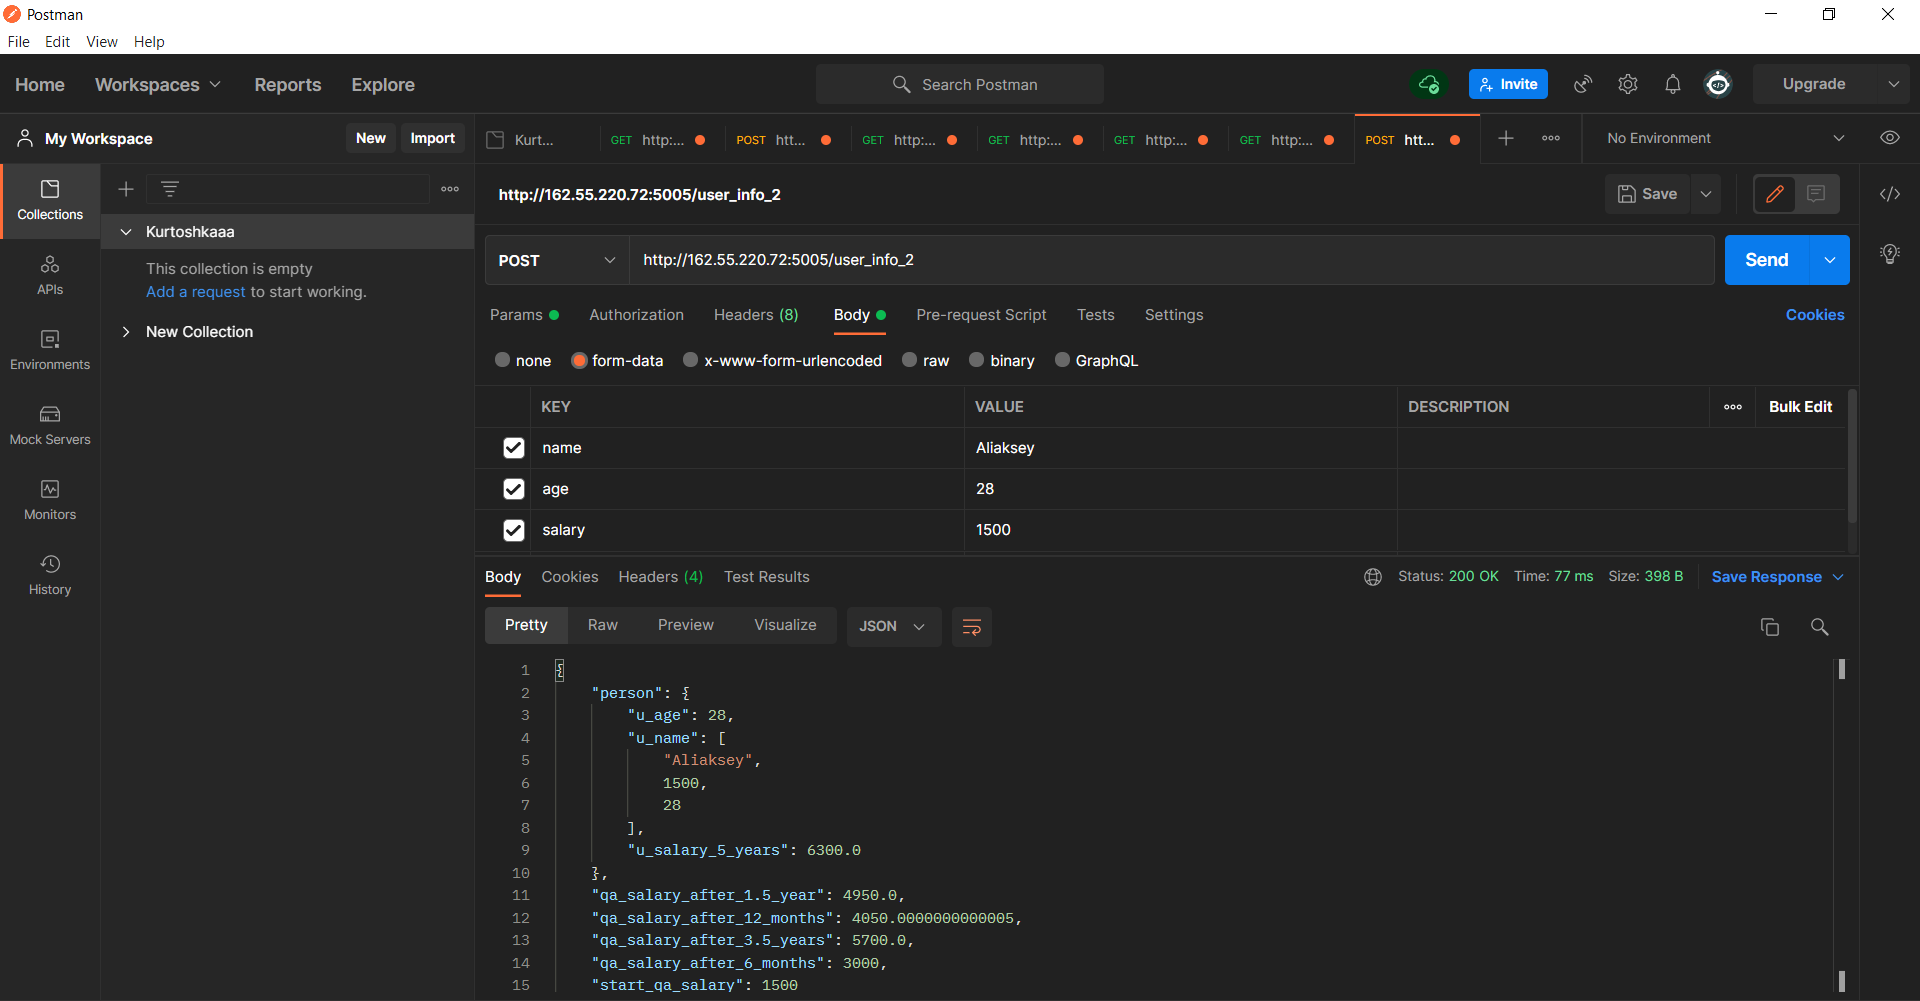 Postman
File Edit View Help
Home Workspaces Reports Explore Search Postman Invite Upgrade
My Workspace New Import Kurt... GET http:... POST htt... GET http:... GET http:... GET http:... GET http:... POST htt... No Environment
Collections
APIs
Environments
Mock Servers
Monitors
History
Kurtoshkaaa
This collection is empty
Add a request to start working.
New Collection
http://162.55.220.72:5005/user_info_2 Save
POST http://162.55.220.72:5005/user_info_2 Send
Params Authorization Headers (8) Body Pre-request Script Tests Settings Cookies
none form-data x-www-form-urlencoded raw binary GraphQL
KEY VALUE DESCRIPTION Bulk Edit
name Aliaksey
age 28
salary 1500
Body Cookies Headers (4) Test Results Status: 200 OK Time: 77 ms Size: 398 B Save Response
Pretty Raw Preview Visualize JSON
1 {
2 "person": {
3 "u_age": 28,
4 "u_name": [
5 "Aliaksey",
6 1500,
7 28
8 ],
9 "u_salary_5_years": 6300.0
10 },
11 "qa_salary_after_1.5_year": 4950.0,
12 "qa_salary_after_12_months": 4050.0000000000005,
13 "qa_salary_after_3.5_years": 5700.0,
14 "qa_salary_after_6_months": 3000,
15 "start_qa_salary": 1500